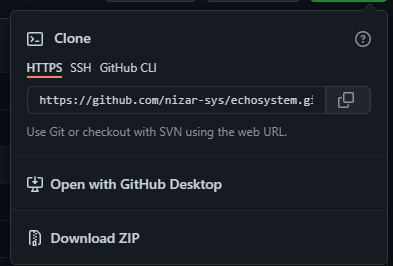 Clone
HTTPS SSH GitHub CLI
https://github.com/nizar-sys/echosystem.gi
Use Git or checkout with SVN using the web URL.
Open with GitHub Desktop
Download ZIP